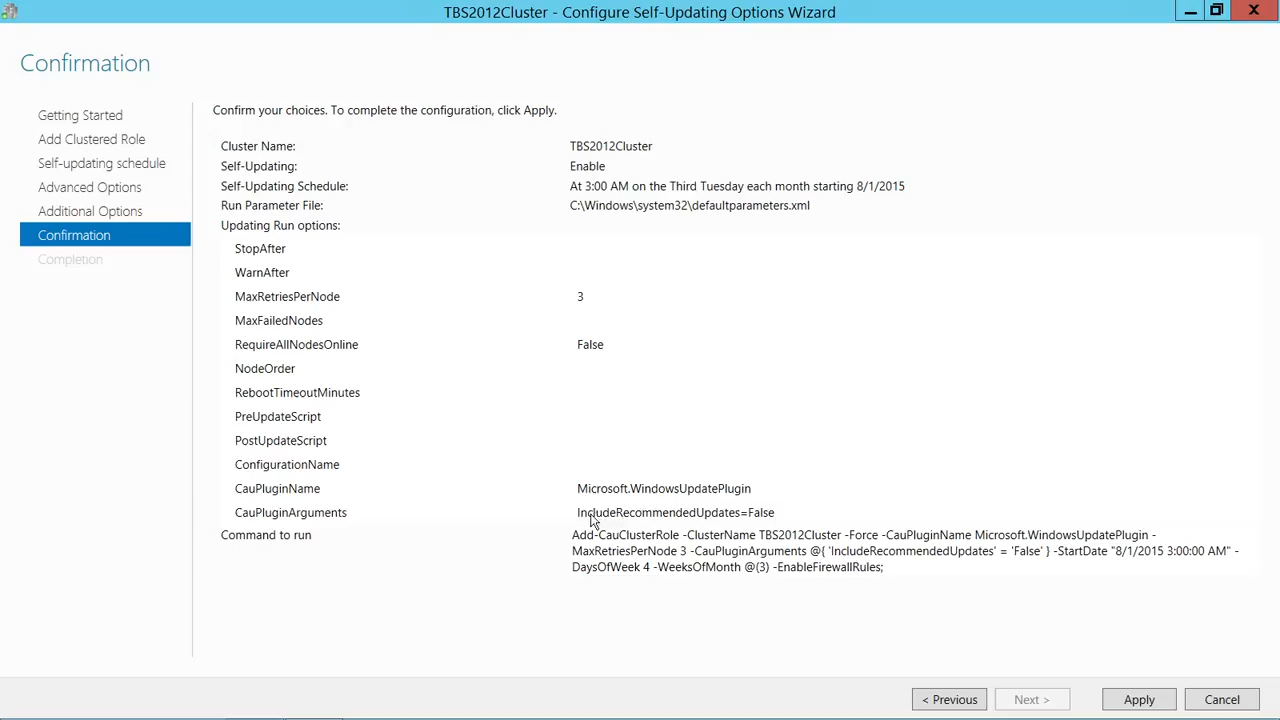 TBS2012Cluster - Configure Self-Updating Options Wizard
Confirmation
Getting Started
Add Clustered Role
Self-updating schedule
Advanced Options
Additional Options
Confirmation
Completion
Confirm your choices. To complete the configuration, click Apply.
Cluster Name: TBS2012Cluster
Self-Updating: Enable
Self-Updating Schedule: At 3:00 AM on the Third Tuesday each month starting 8/1/2015
Run Parameter File: C:\Windows\system32\defaultparameters.xml
Updating Run options:
StopAfter
WarnAfter
MaxRetriesPerNode 3
MaxFailedNodes
RequireAllNodesOnline False
NodeOrder
RebootTimeoutMinutes
PreUpdateScript
PostUpdateScript
ConfigurationName
CauPluginName Microsoft.WindowsUpdatePlugin
CauPluginArguments IncludeRecommendedUpdates=False
Command to run Add-CauClusterRole -ClusterName TBS2012Cluster -Force -CauPluginName Microsoft.WindowsUpdatePlugin -
MaxRetriesPerNode 3 -CauPluginArguments @{ 'IncludeRecommendedUpdates' = 'False' } -StartDate "8/1/2015 3:00:00 AM" -
DaysOfWeek 4 -WeeksOfMonth @(3) -EnableFirewallRules;
< Previous
Next >
Apply
Cancel